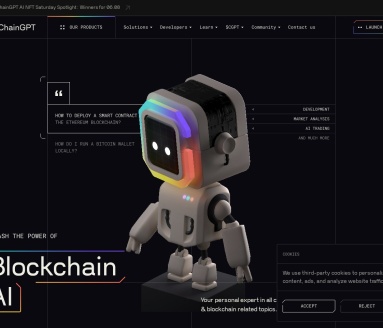 ChainGPT AI NFT Saturday Spotlight: Winners for 06.08
ChainGPT
OUR PRODUCTS
Solutions
Developers
Learn
$CGPT
Community
Contact us
LAUNCH
“
HOW TO DEPLOY A SMART CONTRACT
THE ETHEREUM BLOCKCHAIN?
HOW DO I RUN A BITCOIN WALLET
LOCALLY?
DEVELOPMENT
MARKET ANALYSIS
AI TRADING
AND MUCH MORE
ASH THE POWER OF
Blockchain
AI
Your personal expert in all c
& blockchain related topics.
COOKIES
We use third-party cookies to personali
content, ads, and analyze website traffic
ACCEPT
REJECT